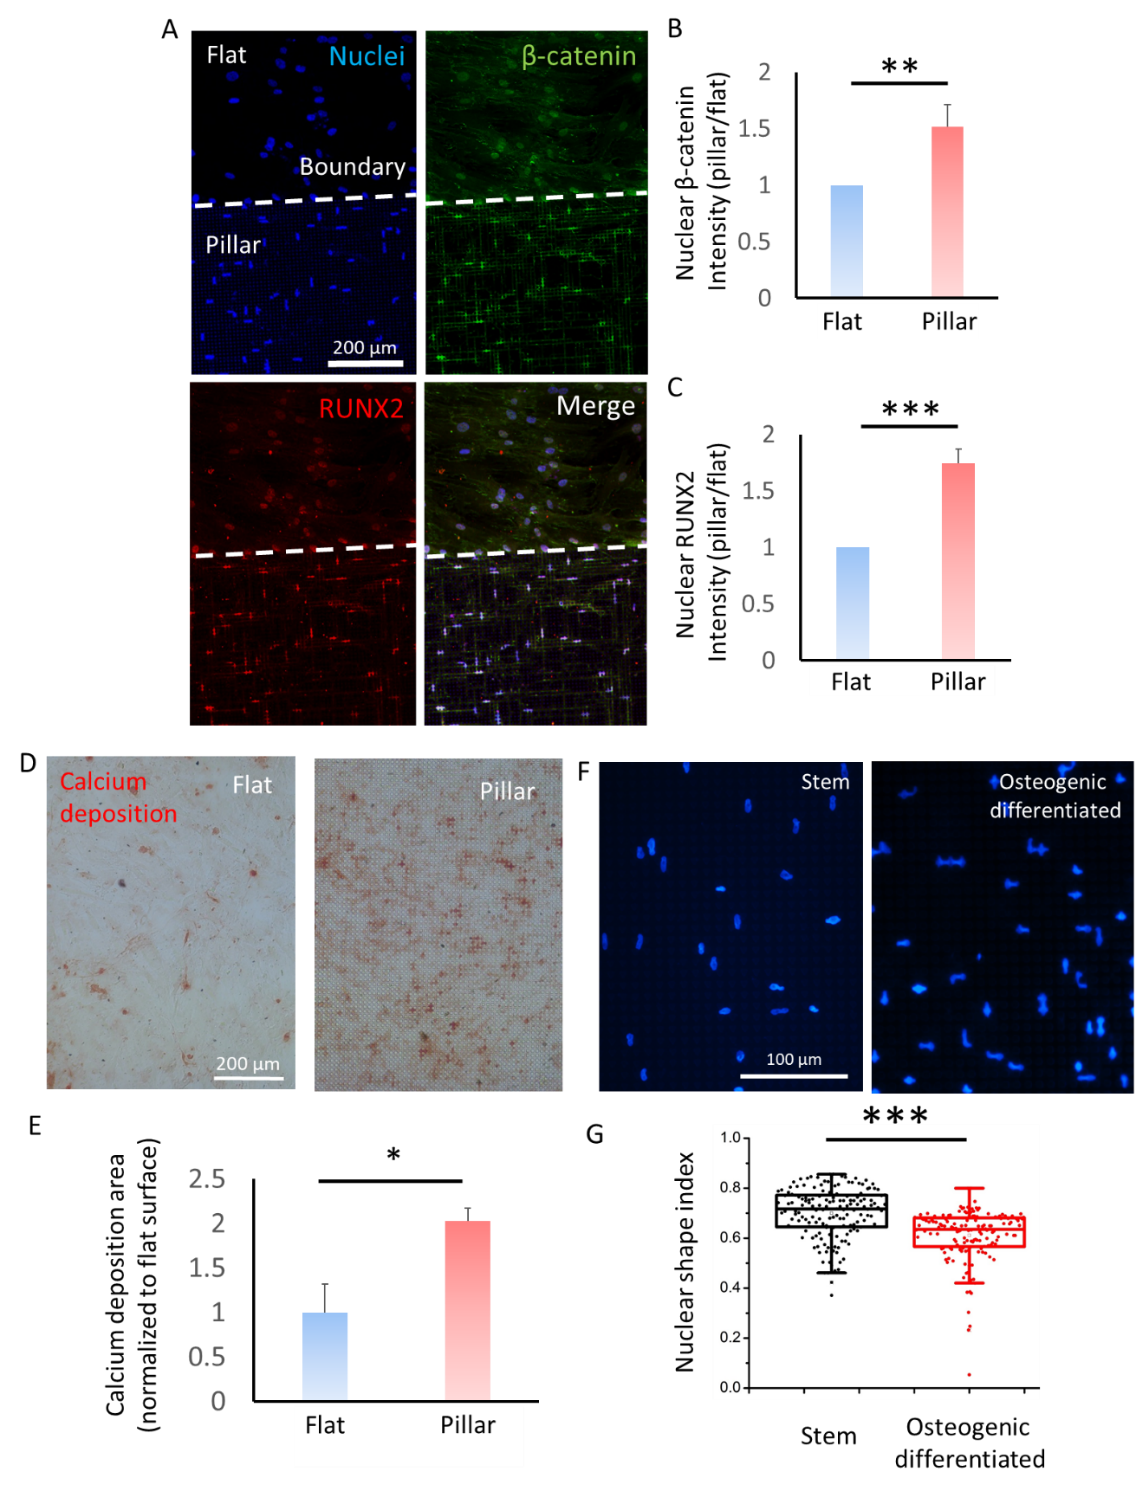 A
Flat
Nuclei
Boundary
Pillar
200 µm
β-catenin
RUNX2
Merge
B
Nuclear β-catenin
Intensity (pillar/flat)
2
1.5
1
0.5
0
**
Flat
Pillar
C
Nuclear RUNX2
Intensity (pillar/flat)
2
1.5
1
0.5
0
***
Flat
Pillar
D
Calcium
deposition
Flat
200 µm
Pillar
E
Calcium deposition area
(normalized to flat surface)
2.5
2
1.5
1
0.5
0
*
Flat
Pillar
F
Stem
100 µm
Osteogenic
differentiated
G
Nuclear shape index
1.0
0.8
0.6
0.4
0.2
0.0
***
Stem
Osteogenic
differentiated